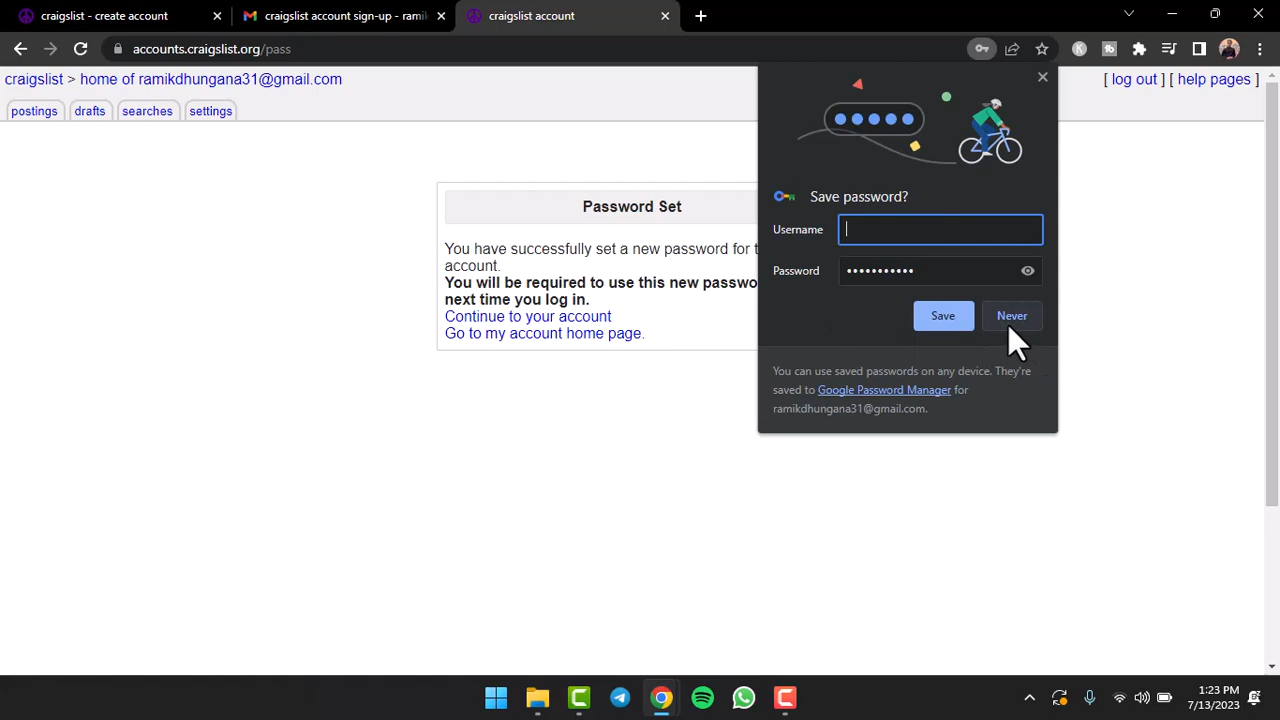 craigslist - create account
craigslist account sign-up - ramik
craigslist account
accounts.craigslist.org/pass
craigslist > home of ramikdhungana31@gmail.com
[ log out ] [ help pages ]
postings drafts searches settings
Password Set
You have successfully set a new password for t
account.
You will be required to use this new passwo
next time you log in.
Continue to your account
Go to my account home page.
Save password?
Username
Password •••••••••••
Save Never
You can use saved passwords on any device. They're
saved to Google Password Manager for
ramikdhungana31@gmail.com.
1:23 PM
7/13/2023